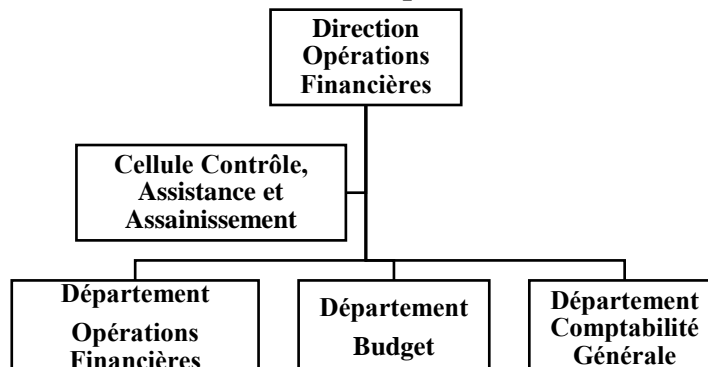 Direction
Opérations
Financières
Cellule Contrôle,
Assistance et
Assainissement
Département
Opérations
Financières
Département
Budget
Département
Comptabilité
Générale